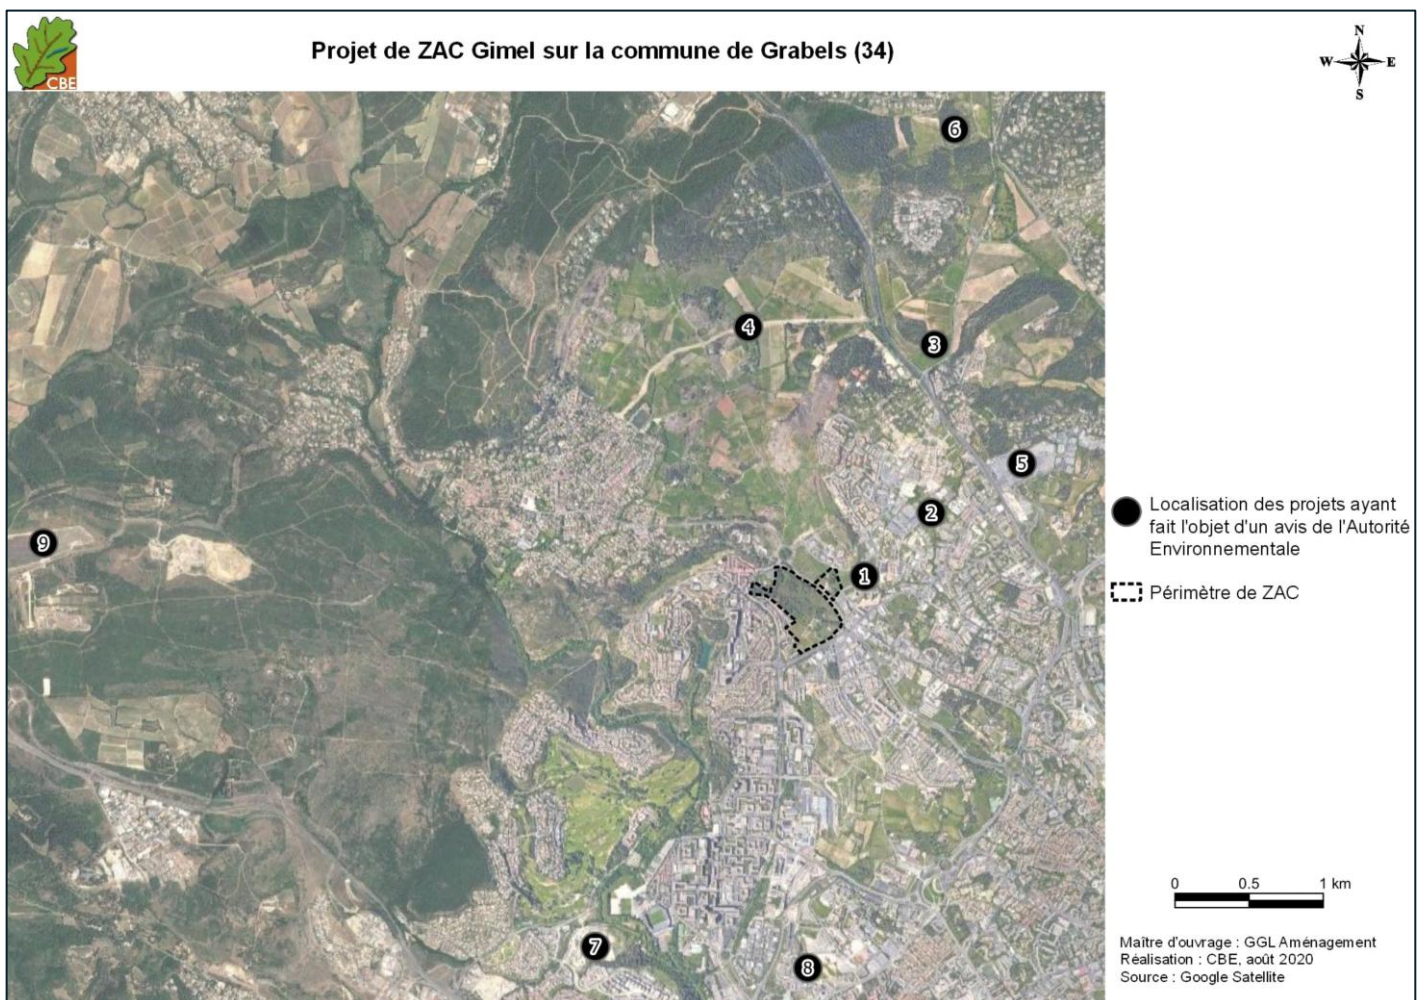 CBE
Projet de ZAC Gimel sur la commune de Grabels (34)
N
W E
S
6
4
3
5
2
9
1
7
8
Localisation des projets ayant
fait l'objet d'un avis de l'Autorité
Environnementale
Périmètre de ZAC
0 0.5 1 km
Maître d'ouvrage : GGL Aménagement
Réalisation : CBE, août 2020
Source : Google Satellite